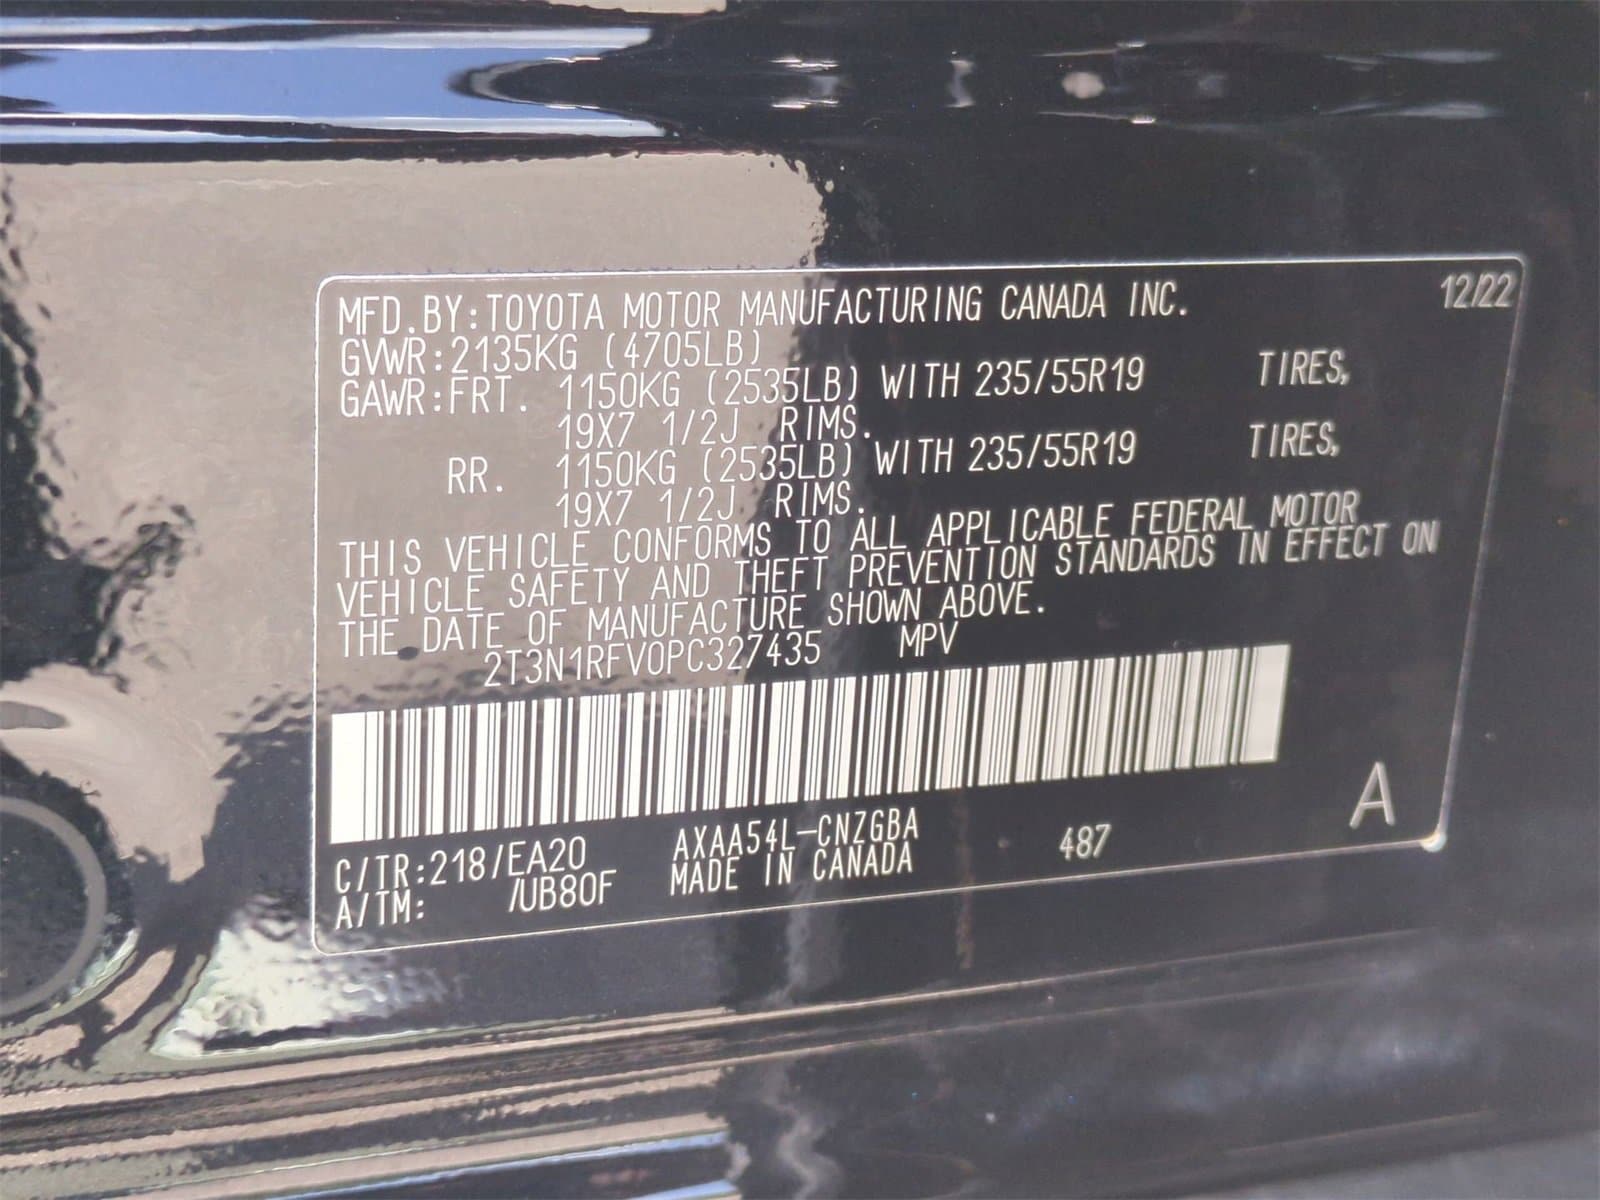 MFD.BY:TOYOTA MOTOR MANUFACTURING CANADA INC. 12/22
GVWR:2135KG (4705LB)
GAWR:FRT. 1150KG (2535LB) WITH 235/55R19 TIRES,
19X7 1/2J RIMS.
RR. 1150KG (2535LB) WITH 235/55R19 TIRES,
19X7 1/2J RIMS.
THIS VEHICLE CONFORMS TO ALL APPLICABLE FEDERAL MOTOR
VEHICLE SAFETY AND THEFT PREVENTION STANDARDS IN EFFECT ON
THE DATE OF MANUFACTURE SHOWN ABOVE.
2T3N1RFV0PC327435 MPV
A
C/TR:218/EA20 AXAA54L-CNZGBA 487
A/TM: /UB80F MADE IN CANADA